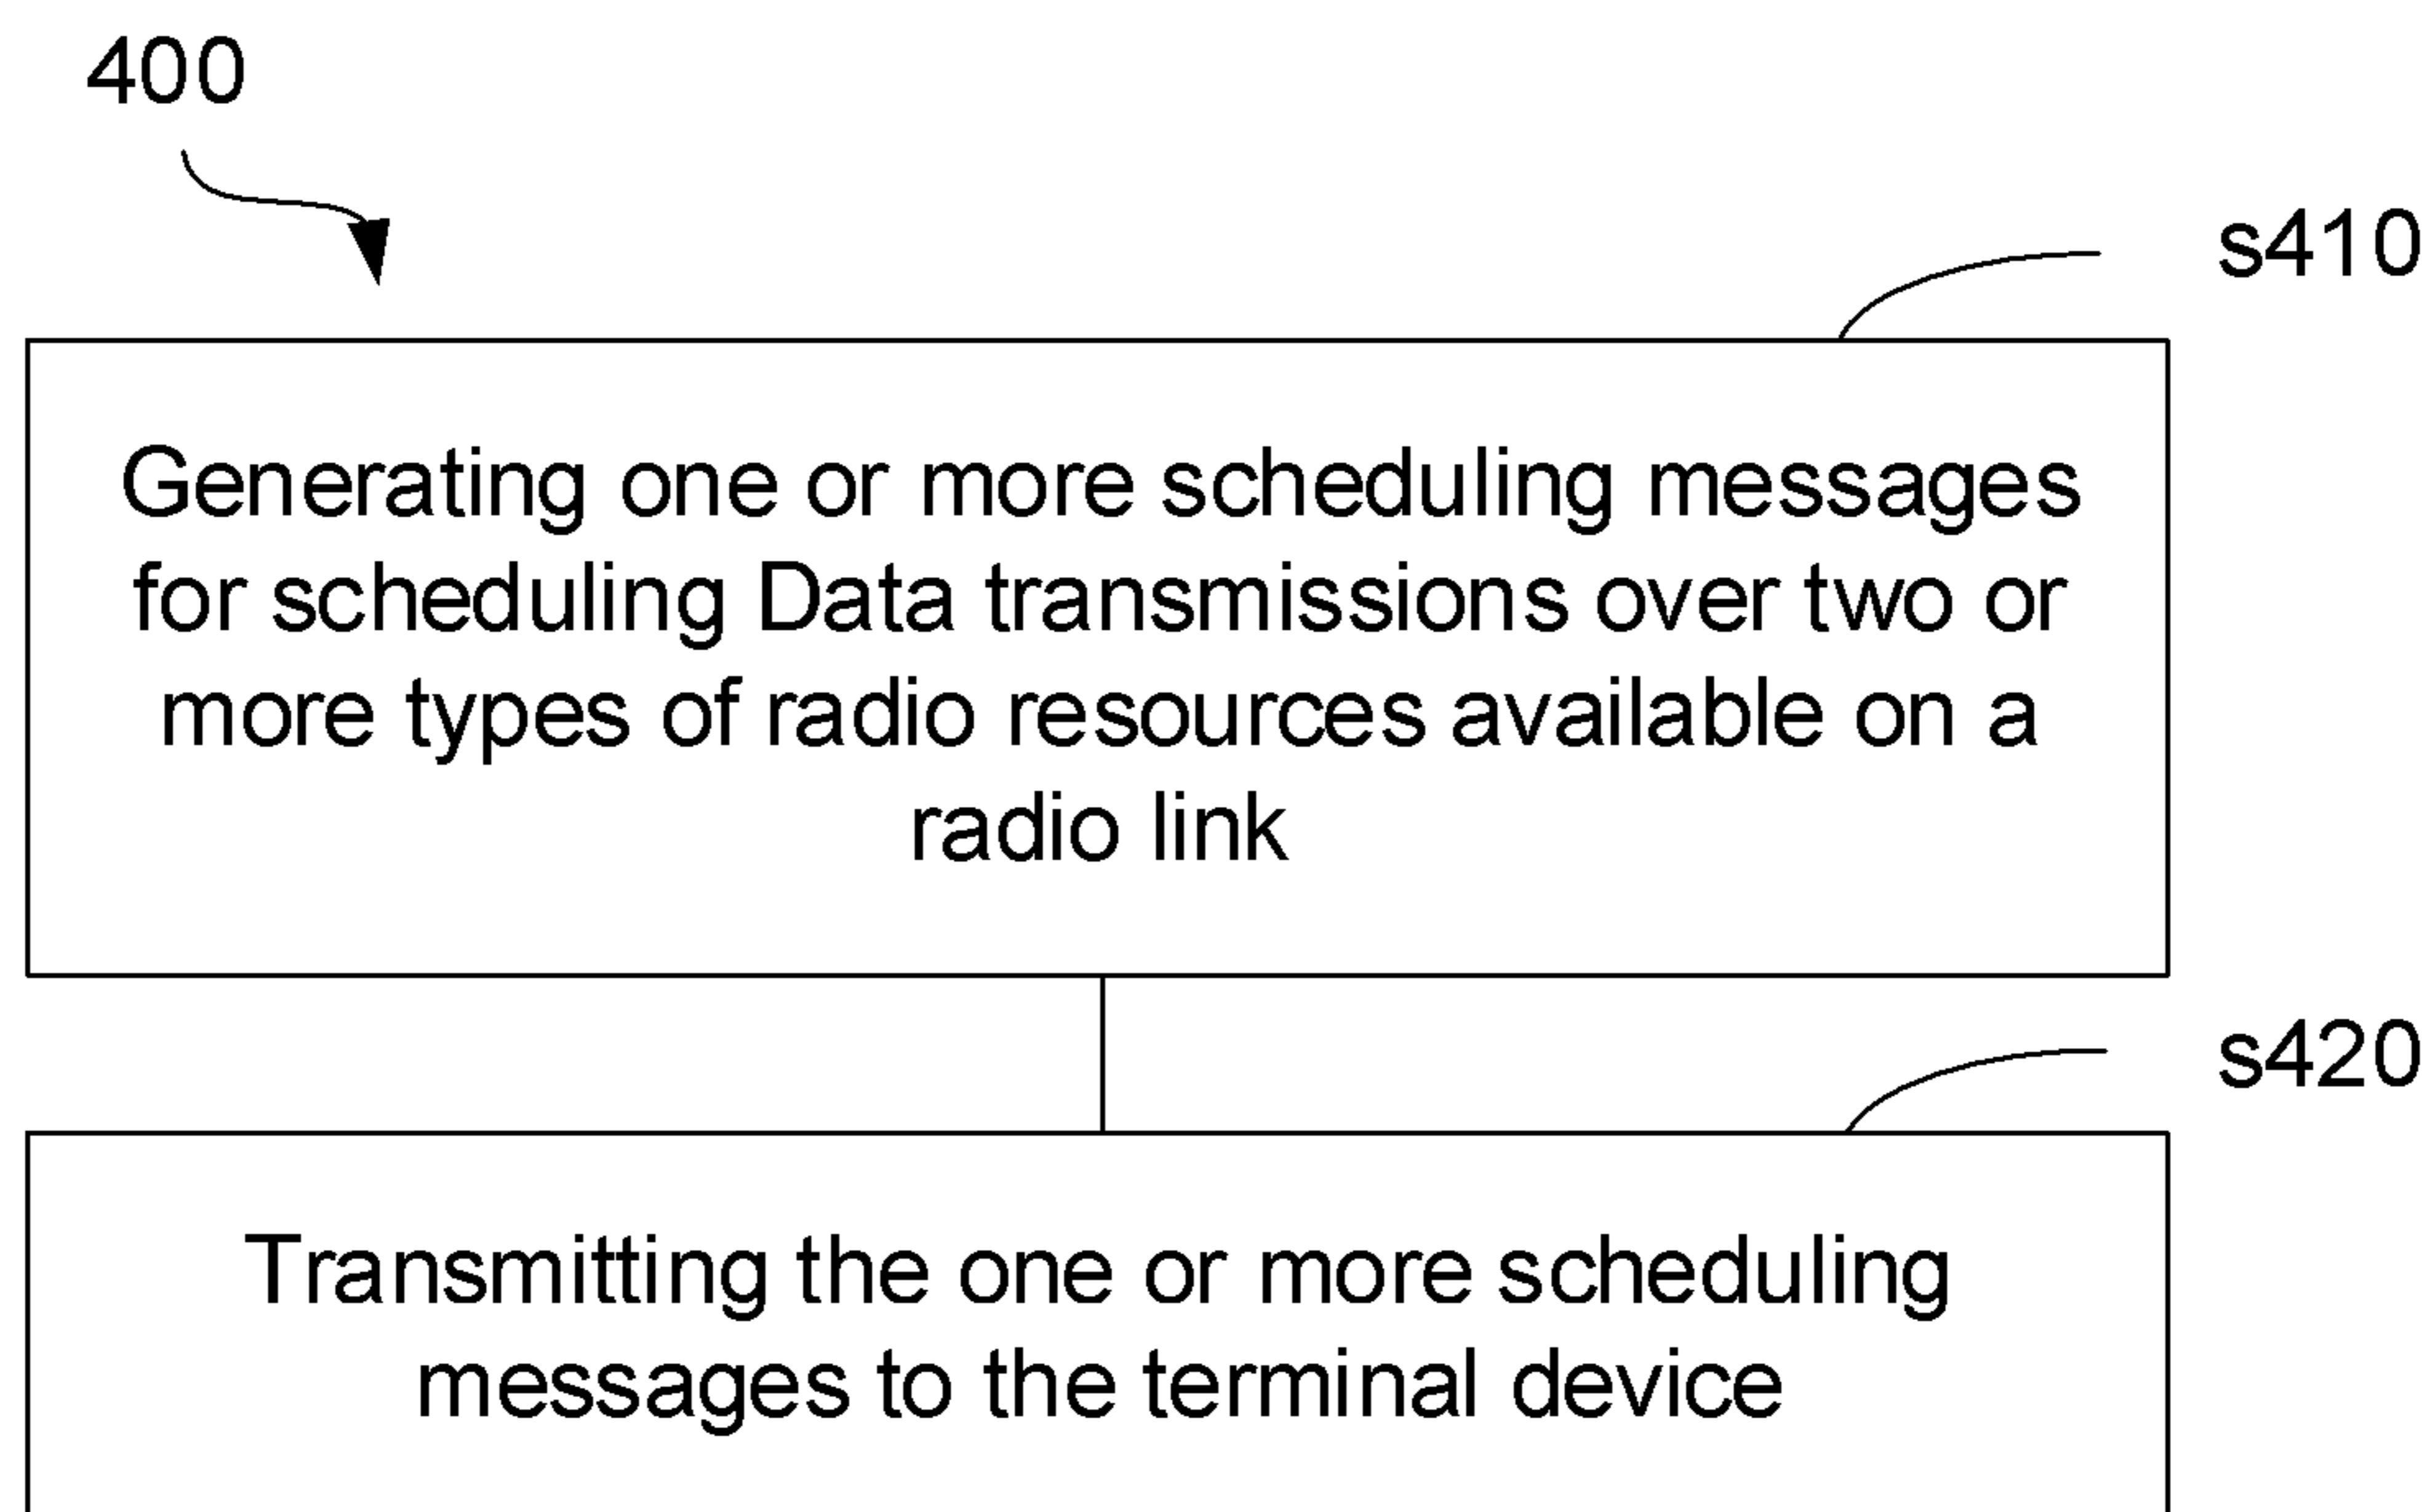 400
s410
Generating one or more scheduling messages
for scheduling Data transmissions over two or
more types of radio resources available on a
radio link
s420
Transmitting the one or more scheduling
messages to the terminal device